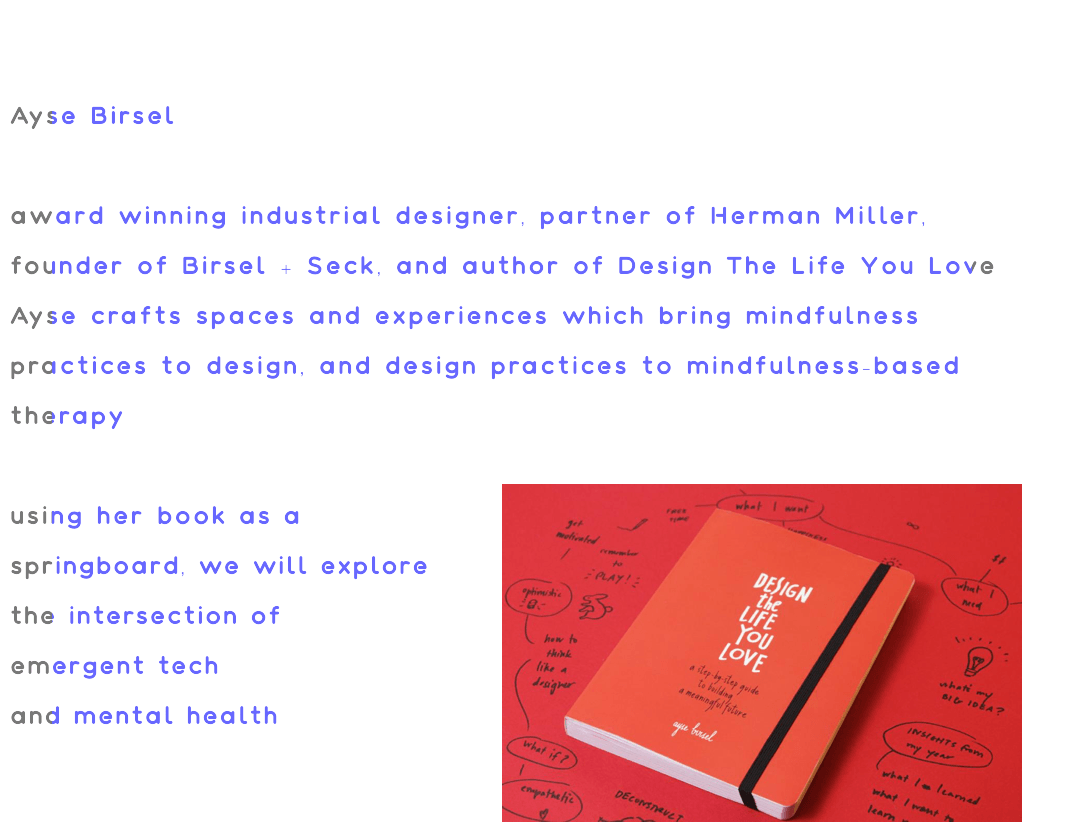 Ayse Birsel
award winning industrial designer, partner of Herman Miller,
founder of Birsel + Seck, and author of Design The Life You Love
Ayse crafts spaces and experiences which bring mindfulness
practices to design, and design practices to mindfulness-based
therapy
using her book as a
springboard, we will explore
the intersection of
emergent tech
and mental health
what I want
FREE
TIME
get
motivated
remember
to
PLAY!
$$
what I
need
optimistic
how to
think
like a
designer
DESIGN
the
LIFE
YOU
LOVE
a step-by-step guide
to building
a meaningful future
ayse birsel
what's my
BIG IDEA?
INSIGHTS from
my year
what if?
empathetic
DECONSTRUCT
what I learned
what I want to
learn